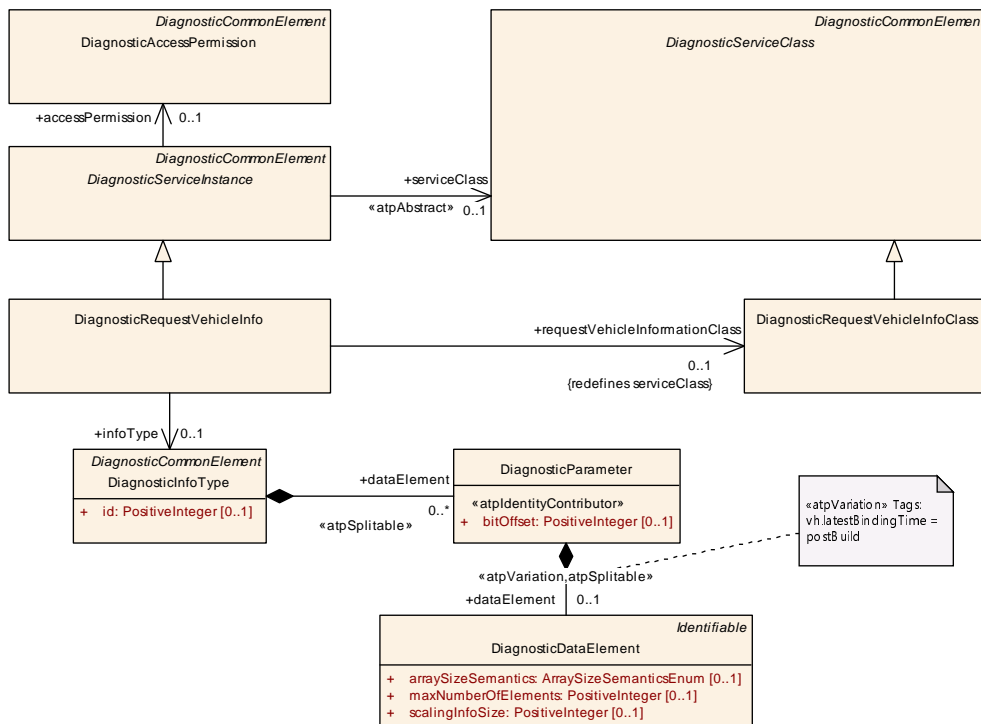 DiagnosticCommonElement
DiagnosticAccessPermission
DiagnosticCommonElement
DiagnosticServiceClass
+accessPermission
0..1
DiagnosticCommonElement
DiagnosticServiceInstance
+serviceClass
«atpAbstract»
0..1
DiagnosticRequestVehicleInfo
+requestVehicleInformationClass
0..1
{redefines serviceClass}
DiagnosticRequestVehicleInfoClass
+infoType
0..1
DiagnosticCommonElement
DiagnosticInfoType
+ id: PositiveInteger [0..1]
+dataElement
0..*
«atpSplitable»
DiagnosticParameter
«atpIdentityContributor»
+ bitOffset: PositiveInteger [0..1]
«atpVariation» Tags:
vh.latestBindingTime =
postBuild
«atpVariation,atpSplitable»
+dataElement
0..1
Identifiable
DiagnosticDataElement
+ arraySizeSemantics: ArraySizeSemanticsEnum [0..1]
+ maxNumberOfElements: PositiveInteger [0..1]
+ scalingInfoSize: PositiveInteger [0..1]